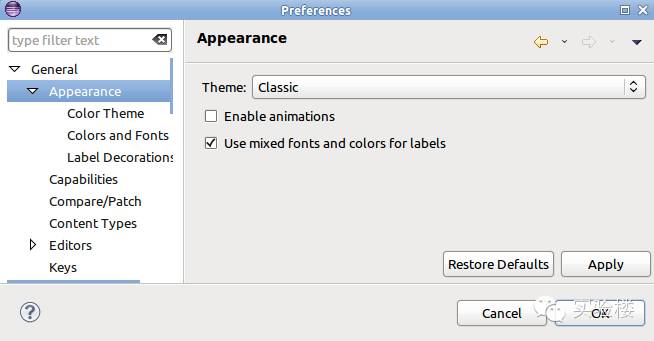 Preferences
type filter text
Appearance
General
Appearance
Theme: Classic
Color Theme
Enable animations
Colors and Fonts
Use mixed fonts and colors for labels
Label Decorations
Capabilities
Compare/Patch
Content Types
Editors
Keys
Restore Defaults Apply
? Cancel OK
实验楼